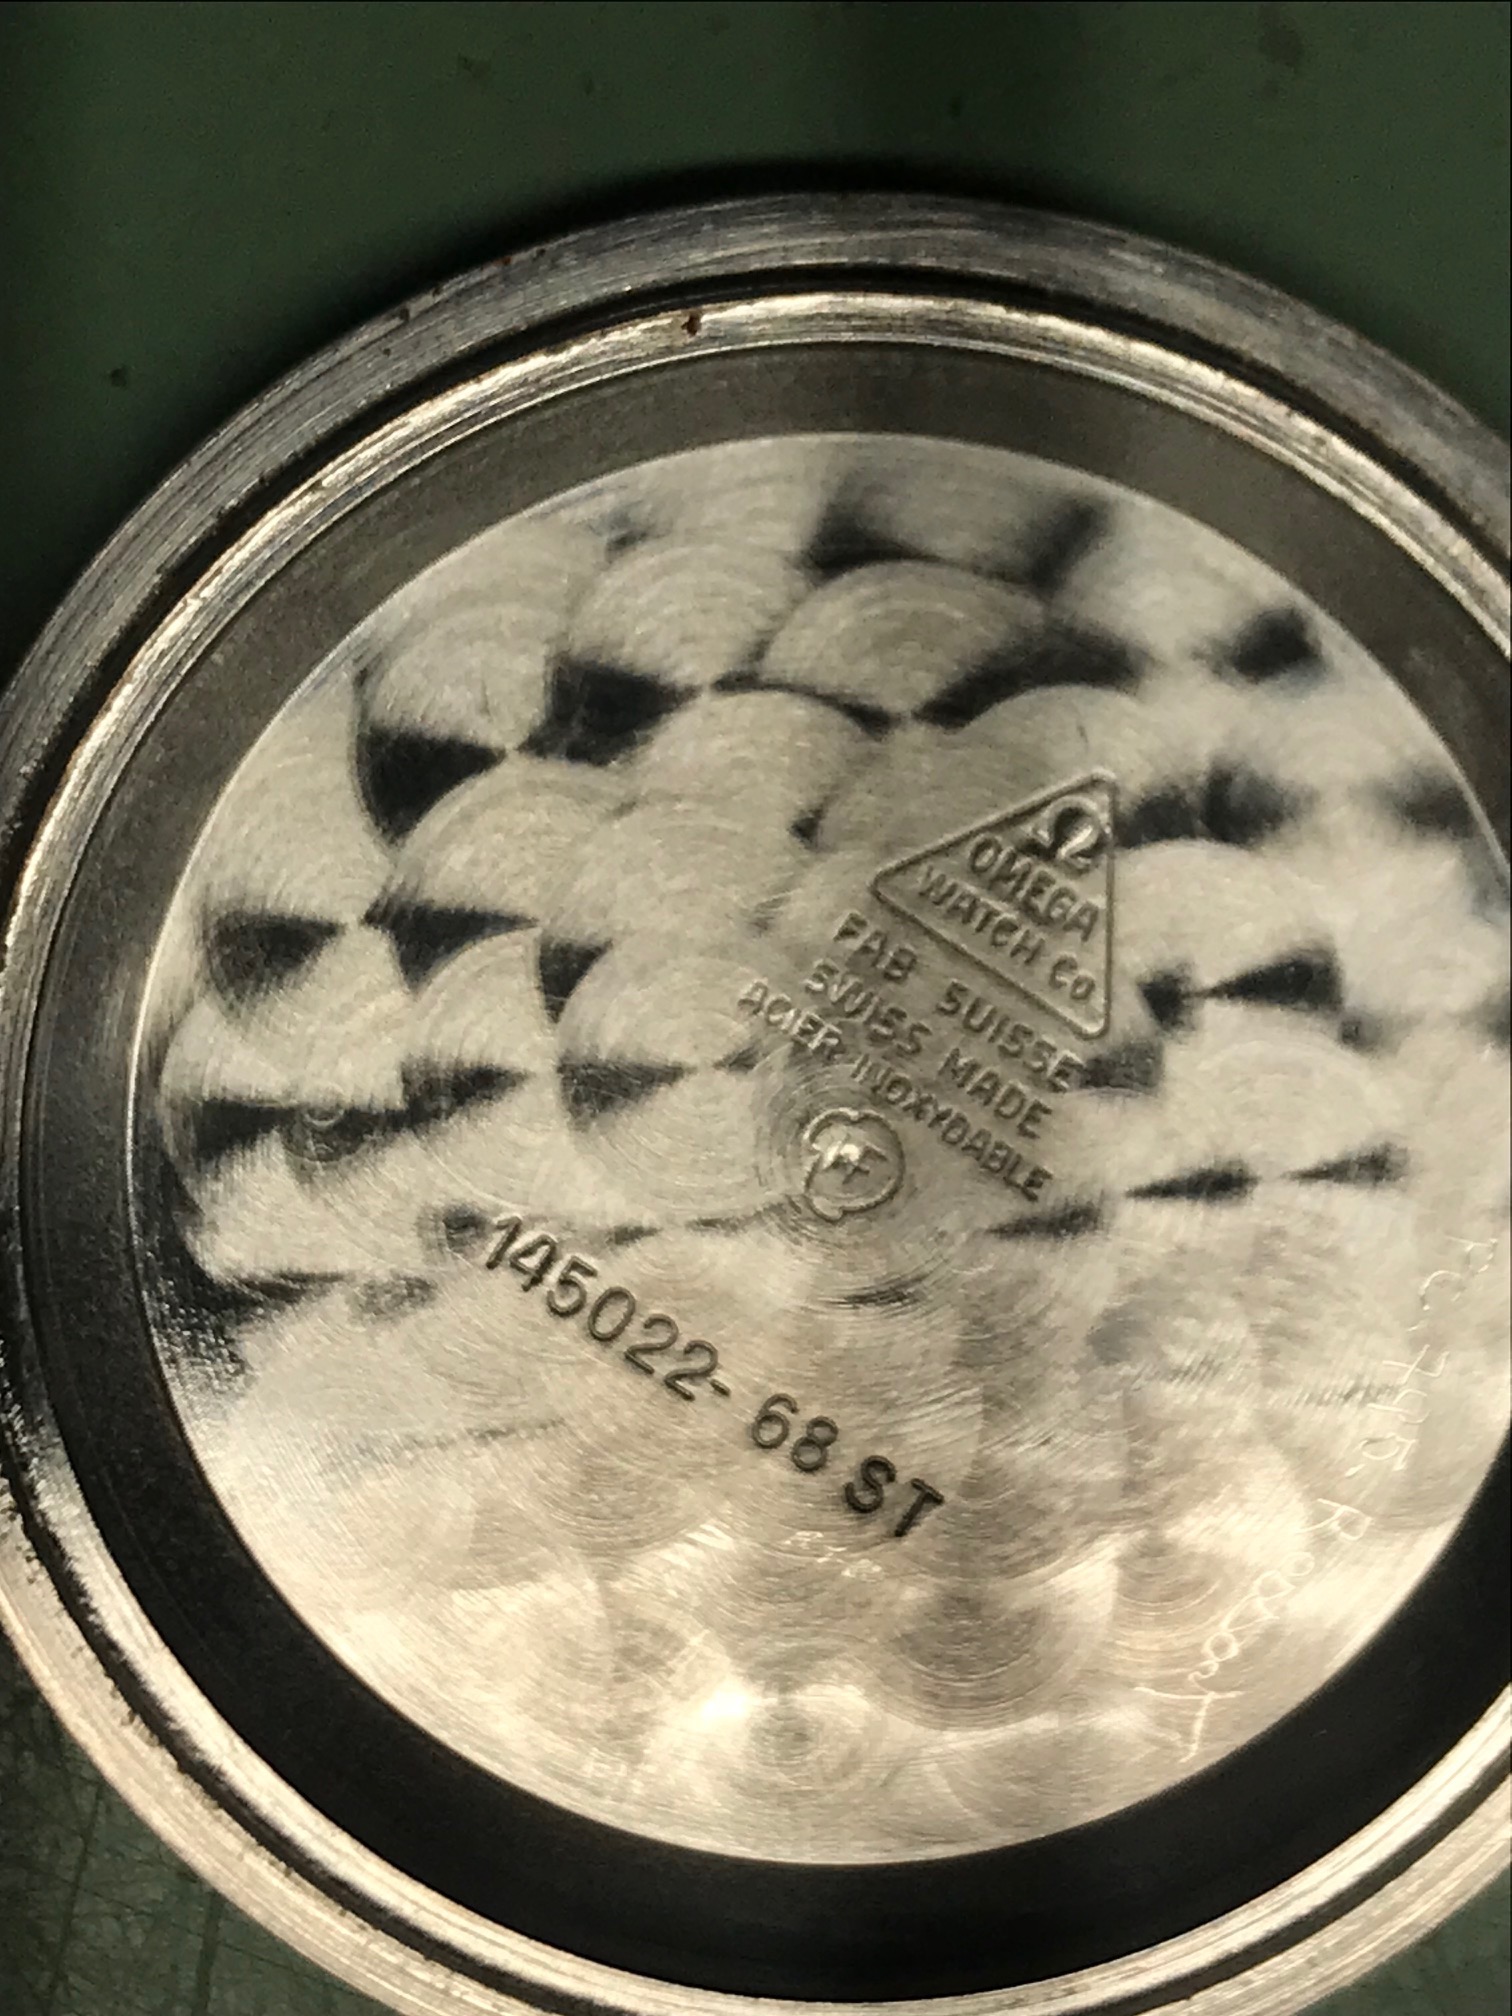 Ω
OMEGA
WATCH Co
FAB SUISSE
SWISS MADE
ACIER INOXYDABLE
145022- 68 ST